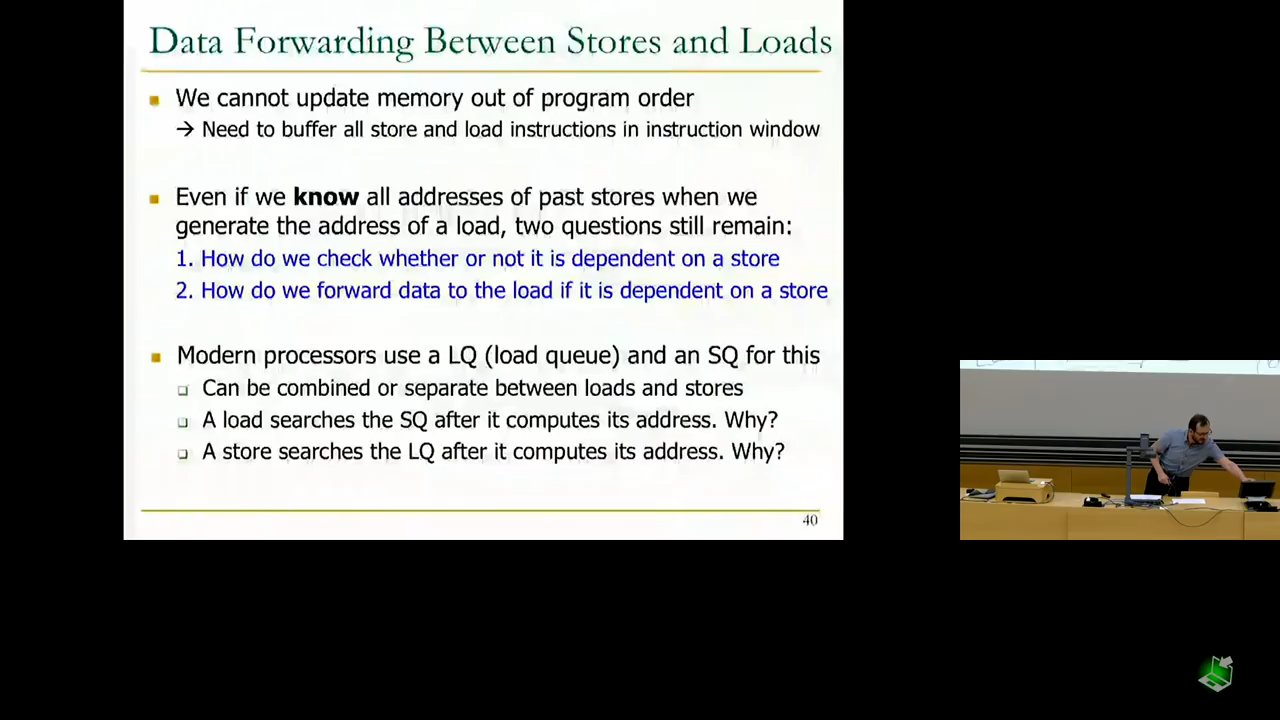 Data Forwarding Between Stores and Loads
We cannot update memory out of program order
→ Need to buffer all store and load instructions in instruction window
Even if we know all addresses of past stores when we
generate the address of a load, two questions still remain:
1. How do we check whether or not it is dependent on a store
2. How do we forward data to the load if it is dependent on a store
Modern processors use a LQ (load queue) and an SQ for this
Can be combined or separate between loads and stores
A load searches the SQ after it computes its address. Why?
A store searches the LQ after it computes its address. Why?
40